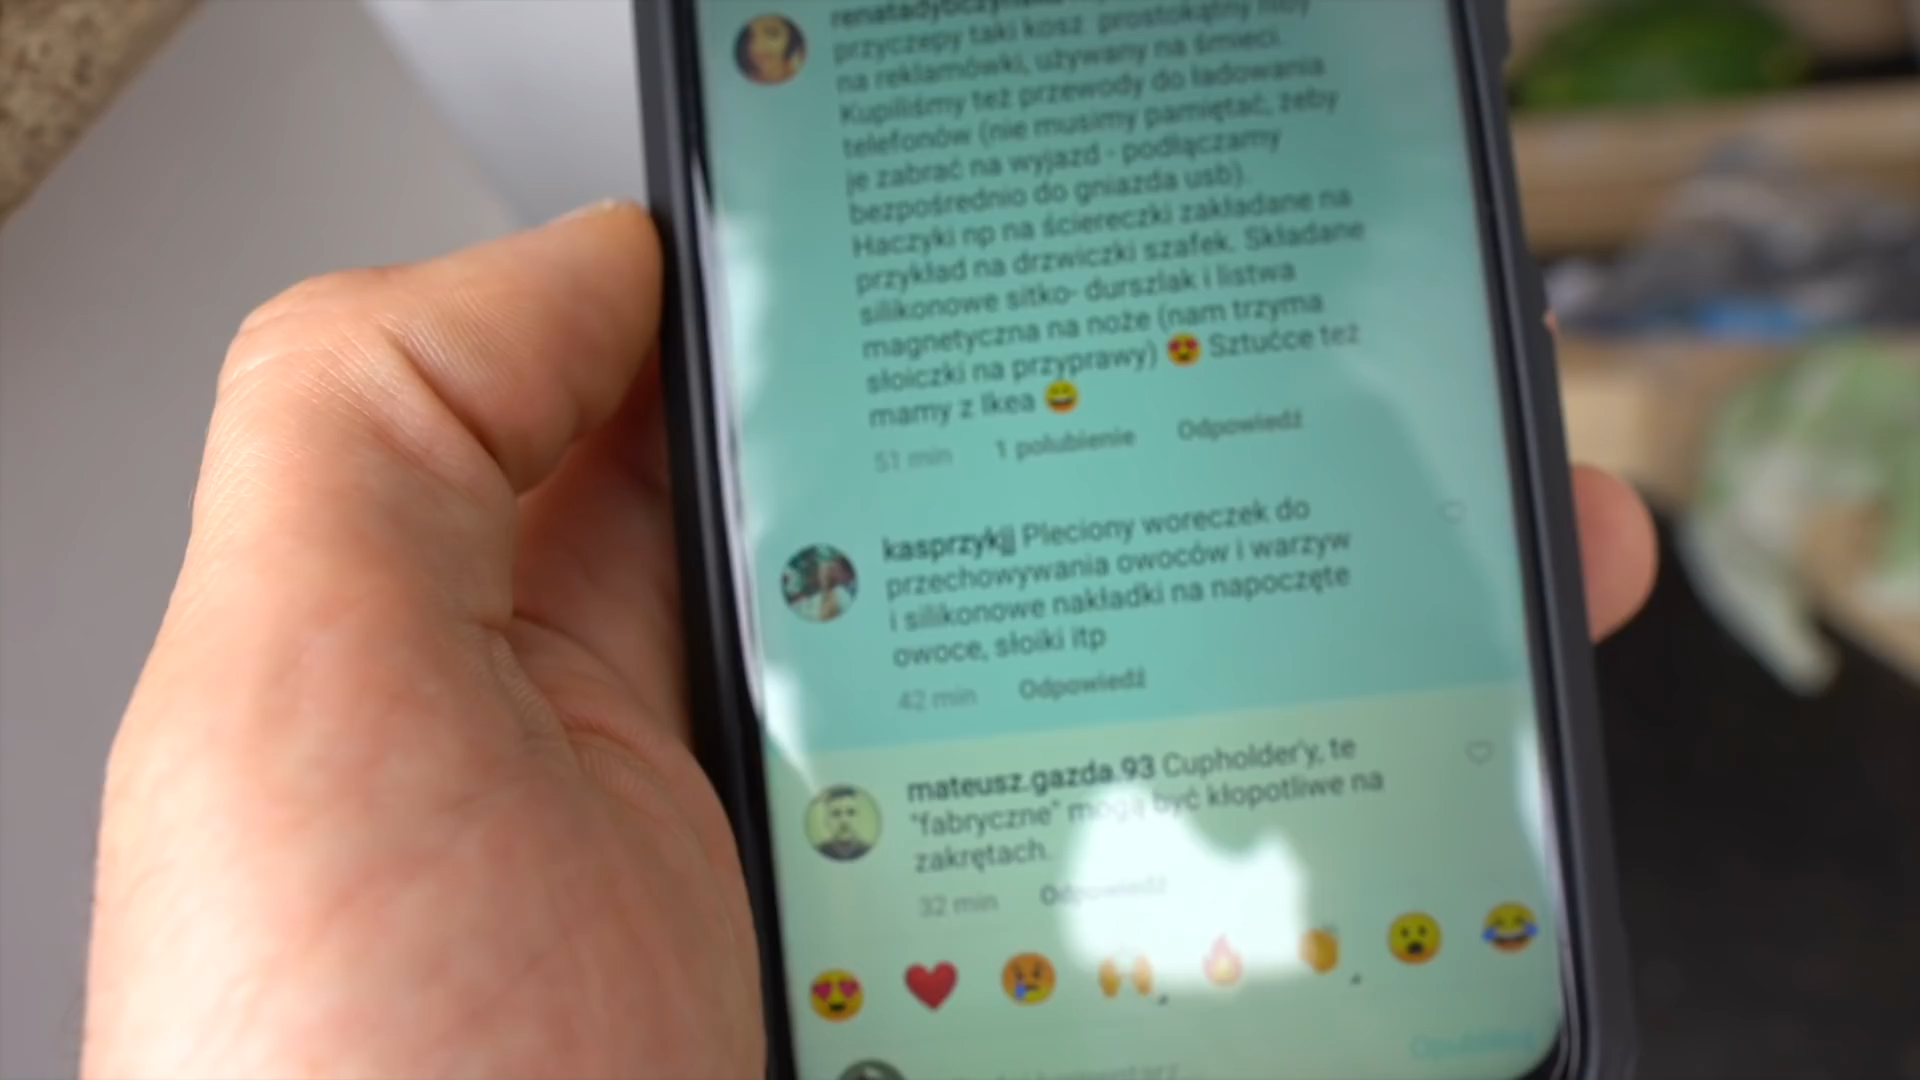 przyczepy taki kosz prostokątny niby
na reklamówki, używany na śmieci.
Kupiliśmy też przewody do ładowania
telefonów (nie musimy pamiętać, żeby
je zabrać na wyjazd - podłączamy
bezpośrednio do gniazda usb).
Haczyki np na ściereczki zakładane na
przykład na drzwiczki szafek. Składane
silikonowe sitko- durszlak i listwa
magnetyczna na noże (nam trzyma
słoiczki na przyprawy) 😍 Sztućce też
mamy z Ikea 😄
51 min 1 polubienie Odpowiedź
kasprzykjj Pleciony woreczek do
przechowywania owoców i warzyw
i silikonowe nakładki na napoczęte
owoce, słoiki itp
42 min Odpowiedź
mateusz.gazda.93 Cupholder'y, te
"fabryczne" mogą być kłopotliwe na
zakrętach.
32 min Odpowiedź